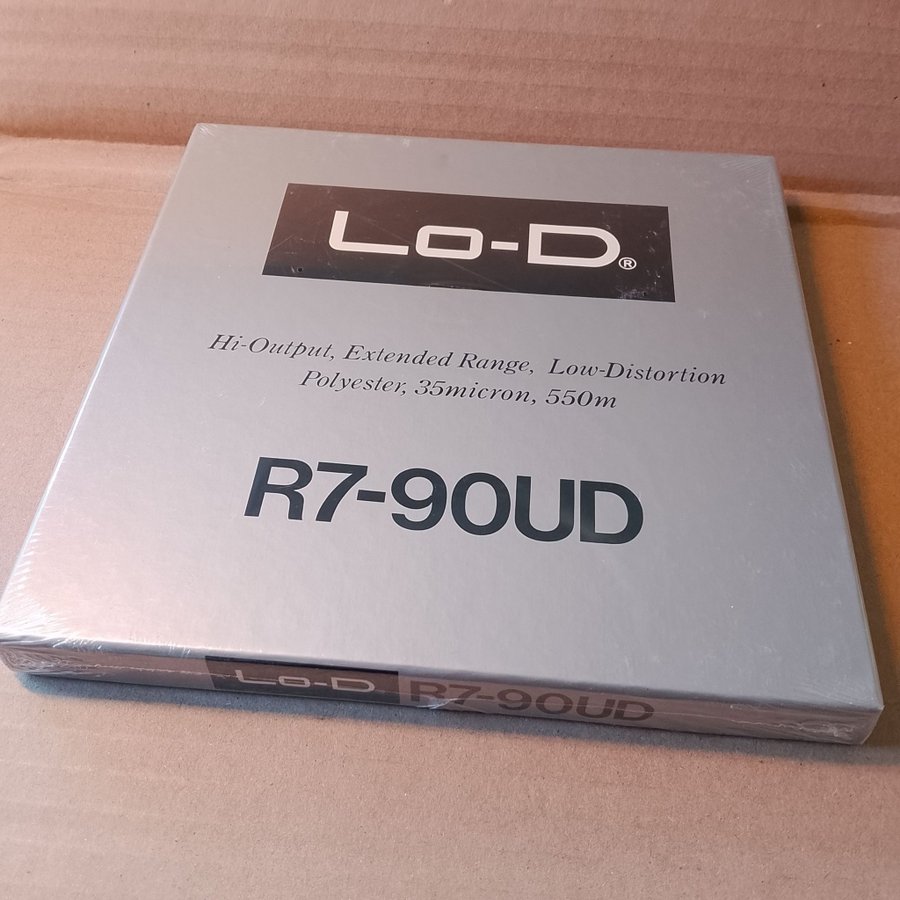 Lo-D®
Hi-Output, Extended Range, Low-Distortion
Polyester, 35micron, 550m
R7-90UD
Lo-D. R7-90UD